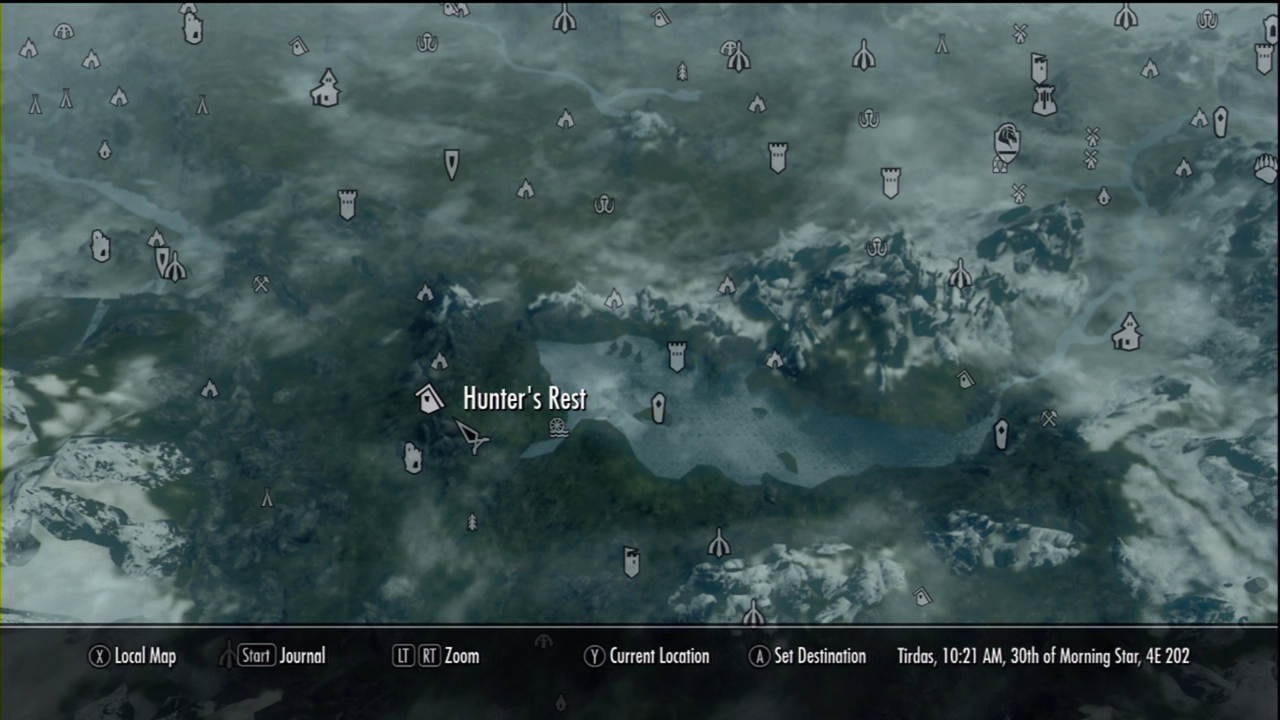 Hunter's Rest
X Local Map
Start Journal
LT RT Zoom
Y Current Location
A Set Destination
Tirdas, 10:21 AM, 30th of Morning Star, 4E 202